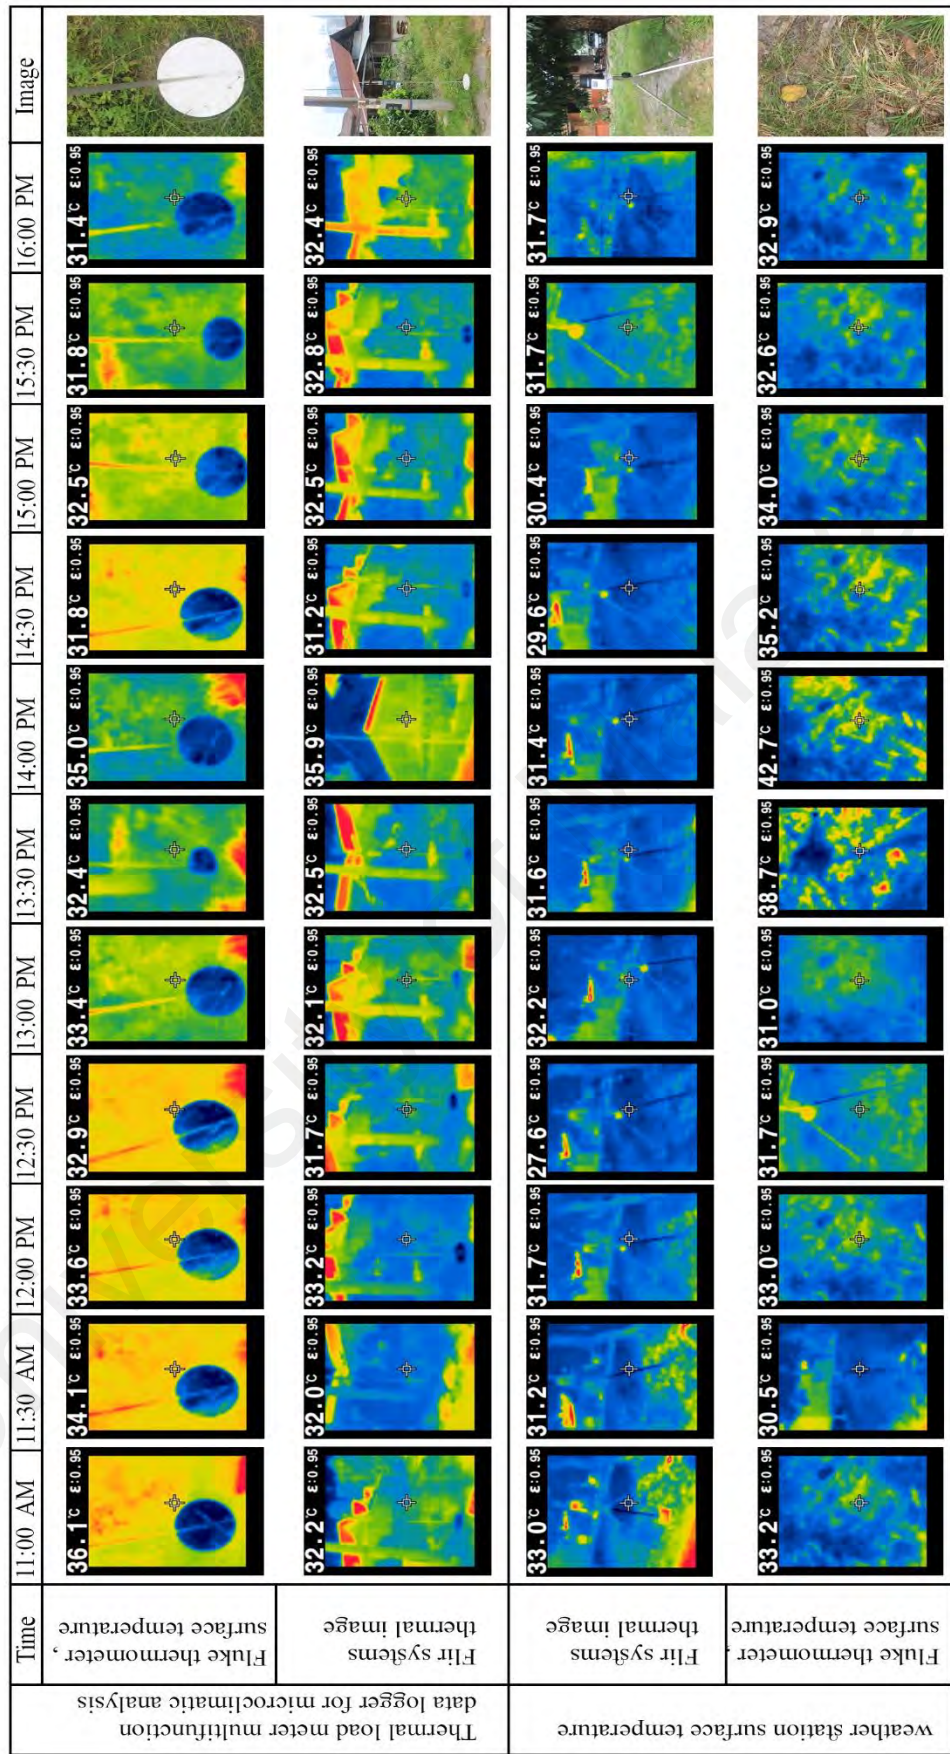 Time 11:00 AM 11:30 AM 12:00 PM 12:30 PM 13:00 PM 13:30 PM 14:00 PM 14:30 PM 15:00 PM 15:30 PM 16:00 PM Image
Thermal load meter multifunction
data logger for microclimatic analysis
Fluke thermometer ,
surface temperature
36.1°C ε:0.95 34.1°C ε:0.95 33.6°C ε:0.95 32.9°C ε:0.95 33.4°C ε:0.95 32.4°C ε:0.95 35.0°C ε:0.95 31.8°C ε:0.95 32.5°C ε:0.95 31.8°C ε:0.95 31.4°C ε:0.95
Flir systems
thermal image
32.2°C ε:0.95 32.0°C ε:0.95 33.2°C ε:0.95 31.7°C ε:0.95 32.1°C ε:0.95 32.5°C ε:0.95 35.9°C ε:0.95 31.2°C ε:0.95 32.5°C ε:0.95 32.8°C ε:0.95 32.4°C ε:0.95
weather station surface temperature
Flir systems
thermal image
33.0°C ε:0.95 31.2°C ε:0.95 31.7°C ε:0.95 27.6°C ε:0.95 32.2°C ε:0.95 31.6°C ε:0.95 31.4°C ε:0.95 29.6°C ε:0.95 30.4°C ε:0.95 31.7°C ε:0.95 31.7°C ε:0.95
Fluke thermometer,
surface temperature
33.2°C ε:0.95 30.5°C ε:0.95 33.0°C ε:0.95 31.7°C ε:0.95 31.0°C ε:0.95 38.7°C ε:0.95 42.7°C ε:0.95 35.2°C ε:0.95 34.0°C ε:0.95 32.6°C ε:0.95 32.9°C ε:0.95